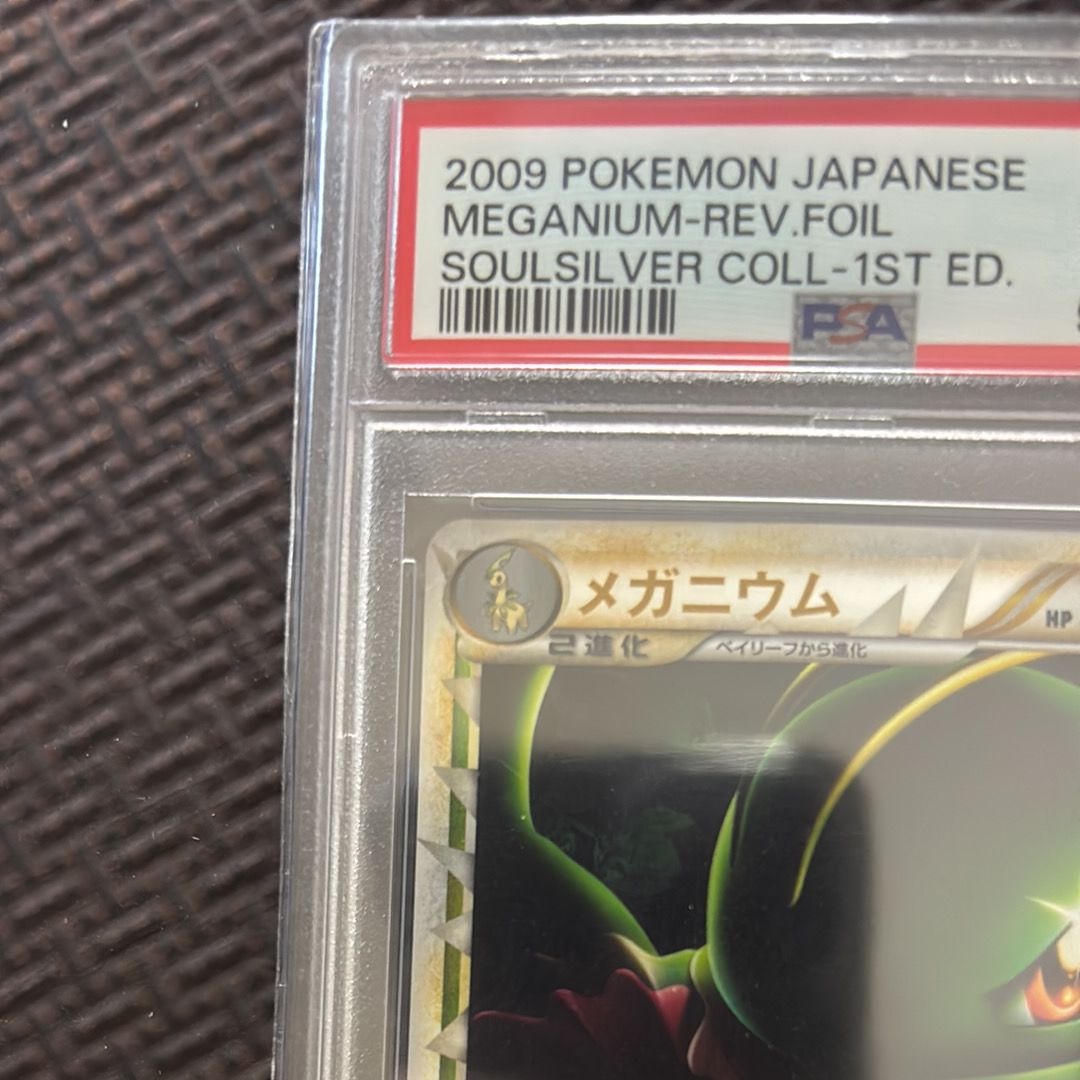 2009 POKEMON JAPANESE
MEGANIUM-REV.FOIL
SOULSILVER COLL-1ST ED.
PSA
メガニウム
HP
2進化
ベイリーフから進化